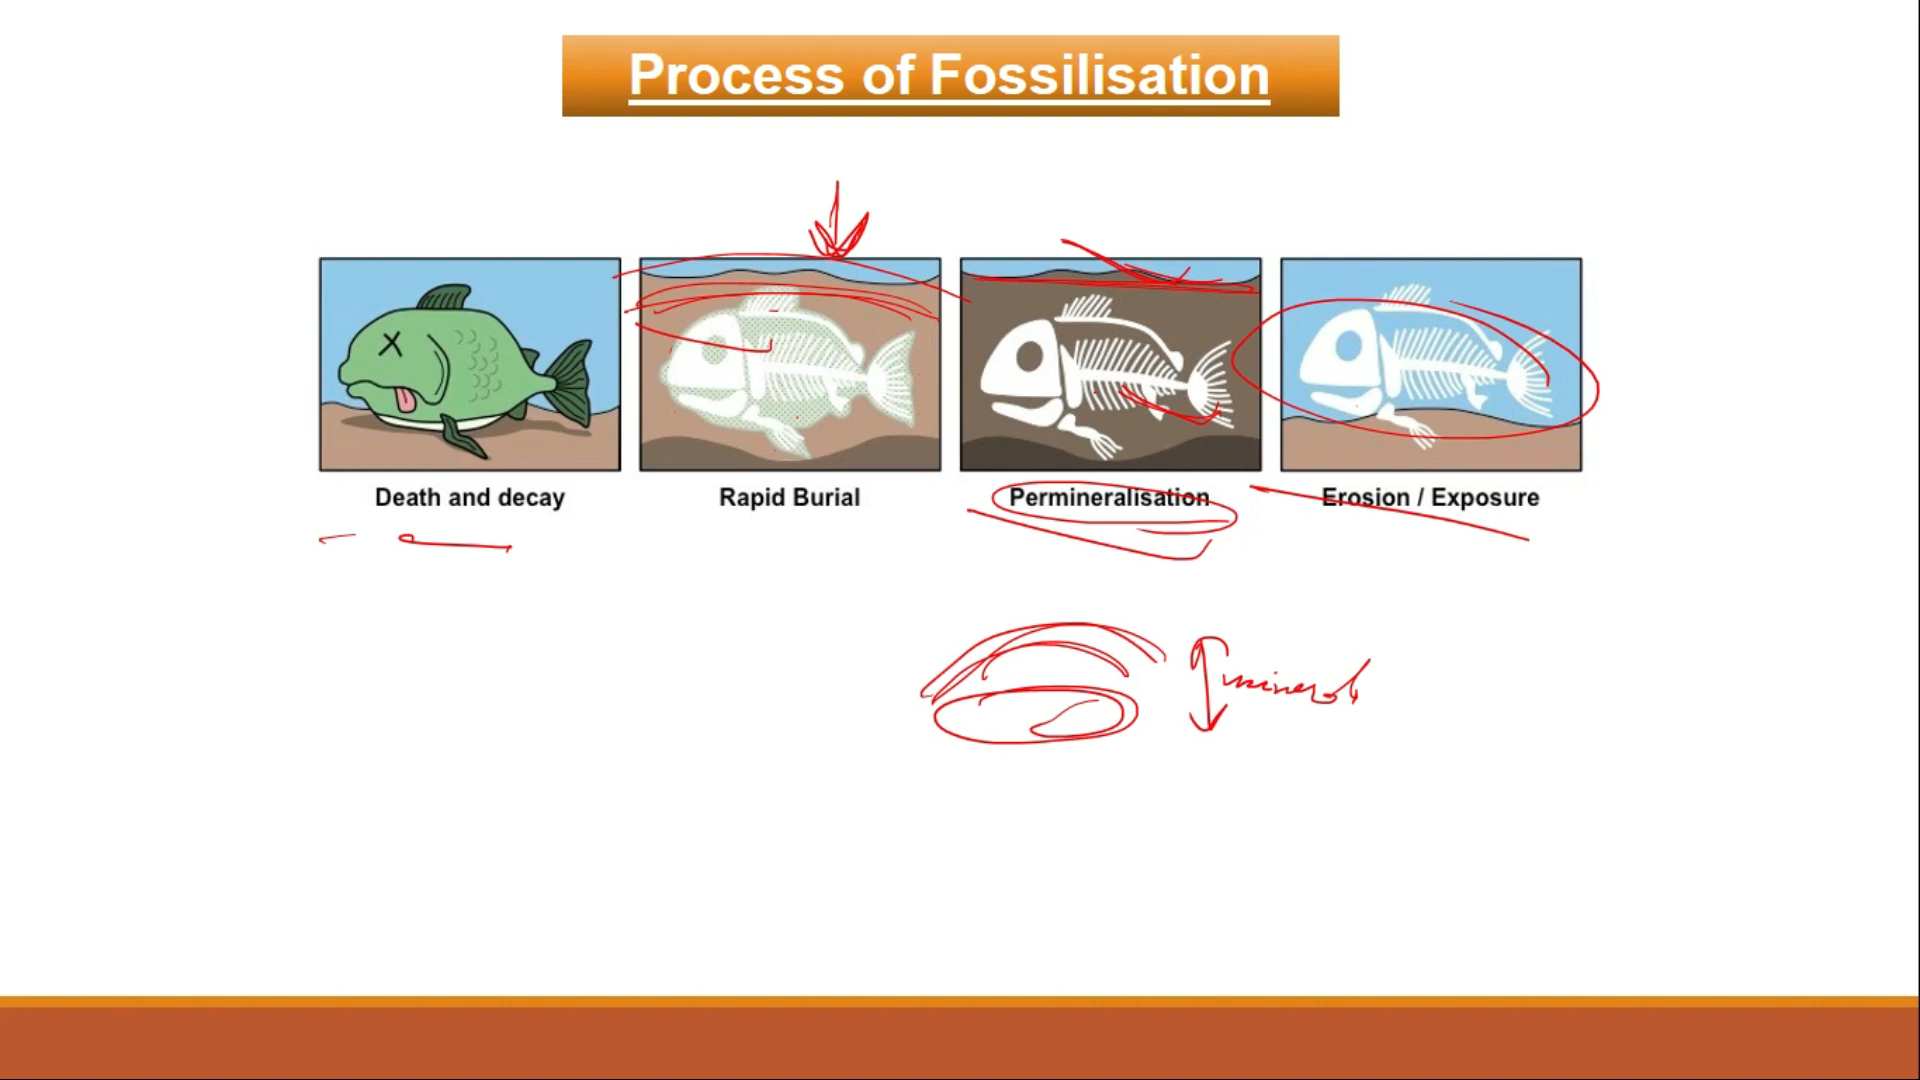 Process of Fossilisation
Death and decay
Rapid Burial
Permineralisation
Erosion / Exposure
minerals